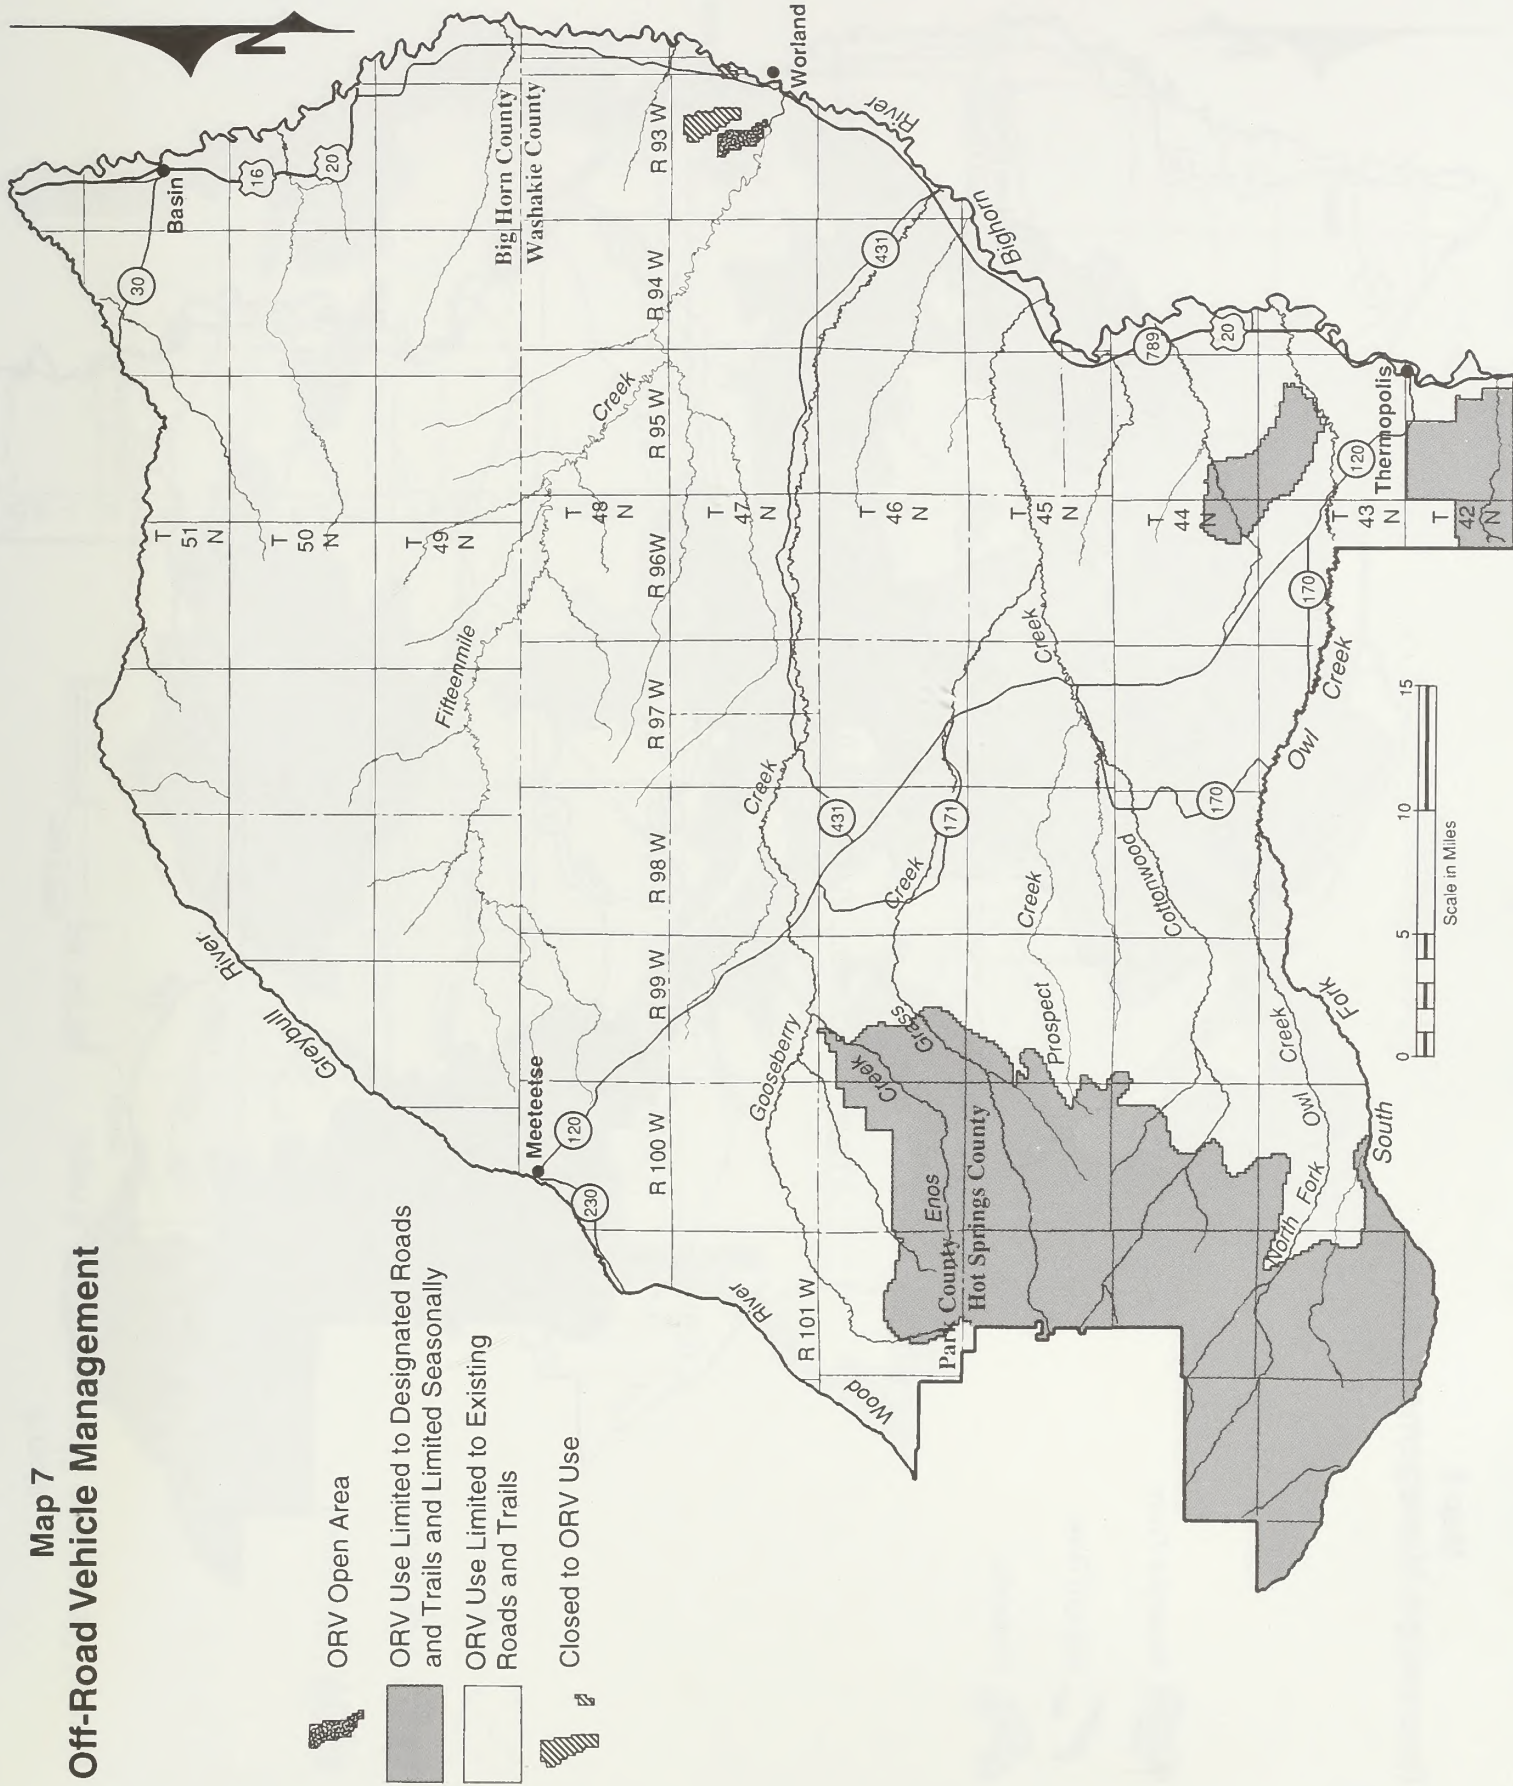 Map 7
Off-Road Vehicle Management
ORV Open Area
ORV Use Limited to Designated Roads
and Trails and Limited Seasonally
ORV Use Limited to Existing
Roads and Trails
Closed to ORV Use
N
Greybull
River
Meeteetse
120
230
Wood
River
R 101 W
R 100 W
R 99 W
R 98 W
R 97 W
R 96W
R 95 W
R 94 W
R 93 W
T
51
N
T
50
N
T
49
N
T
48
N
T
47
N
T
46
N
T
45
N
T
44
N
T
43
N
T
42
N
30
Basin
16
20
Big Horn County
Washakie County
Worland
Bighorn
River
Fifteenmile
Creek
431
431
Gooseberry
Creek
171
Grass
Creek
Enos
Creek
Park County
Hot Springs County
Prospect
Creek
Cottonwood
Creek
170
170
789
20
120
Thermopolis
Owl
Creek
North
Fork
Owl
Creek
South
Fork
0
5
10
15
Scale in Miles